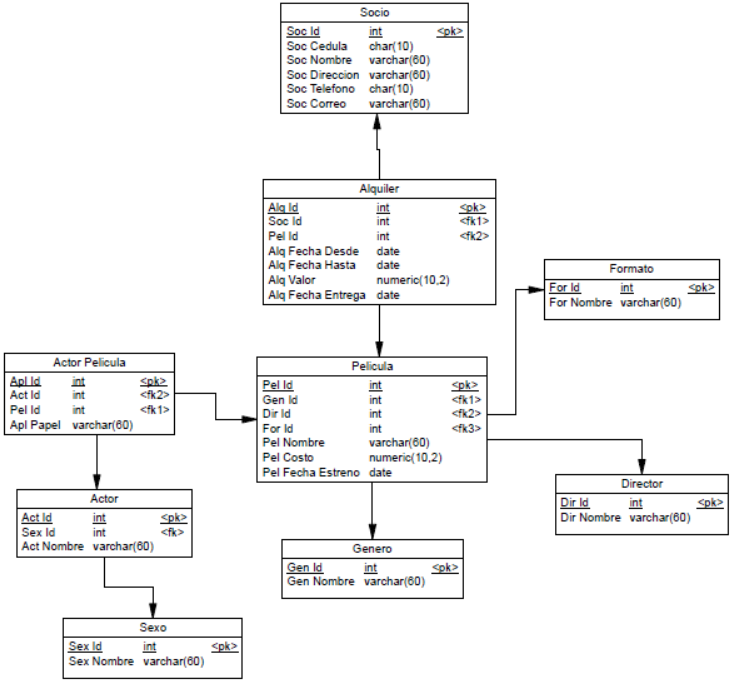 Socio
Soc Id int <pk>
Soc Cedula char(10)
Soc Nombre varchar(60)
Soc Direccion varchar(60)
Soc Telefono char(10)
Soc Correo varchar(60)
Alquiler
Alq Id int <pk>
Soc Id int <fk1>
Pel Id int <fk2>
Alq Fecha Desde date
Alq Fecha Hasta date
Alq Valor numeric(10,2)
Alq Fecha Entrega date
Formato
For Id int <pk>
For Nombre varchar(60)
Actor Pelicula
Apl Id int <pk>
Act Id int <fk2>
Pel Id int <fk1>
Apl Papel varchar(60)
Pelicula
Pel Id int <pk>
Gen Id int <fk1>
Dir Id int <fk2>
For Id int <fk3>
Pel Nombre varchar(60)
Pel Costo numeric(10,2)
Pel Fecha Estreno date
Director
Dir Id int <pk>
Dir Nombre varchar(60)
Actor
Act Id int <pk>
Sex Id int <fk>
Act Nombre varchar(60)
Genero
Gen Id int <pk>
Gen Nombre varchar(60)
Sexo
Sex Id int <pk>
Sex Nombre varchar(60)